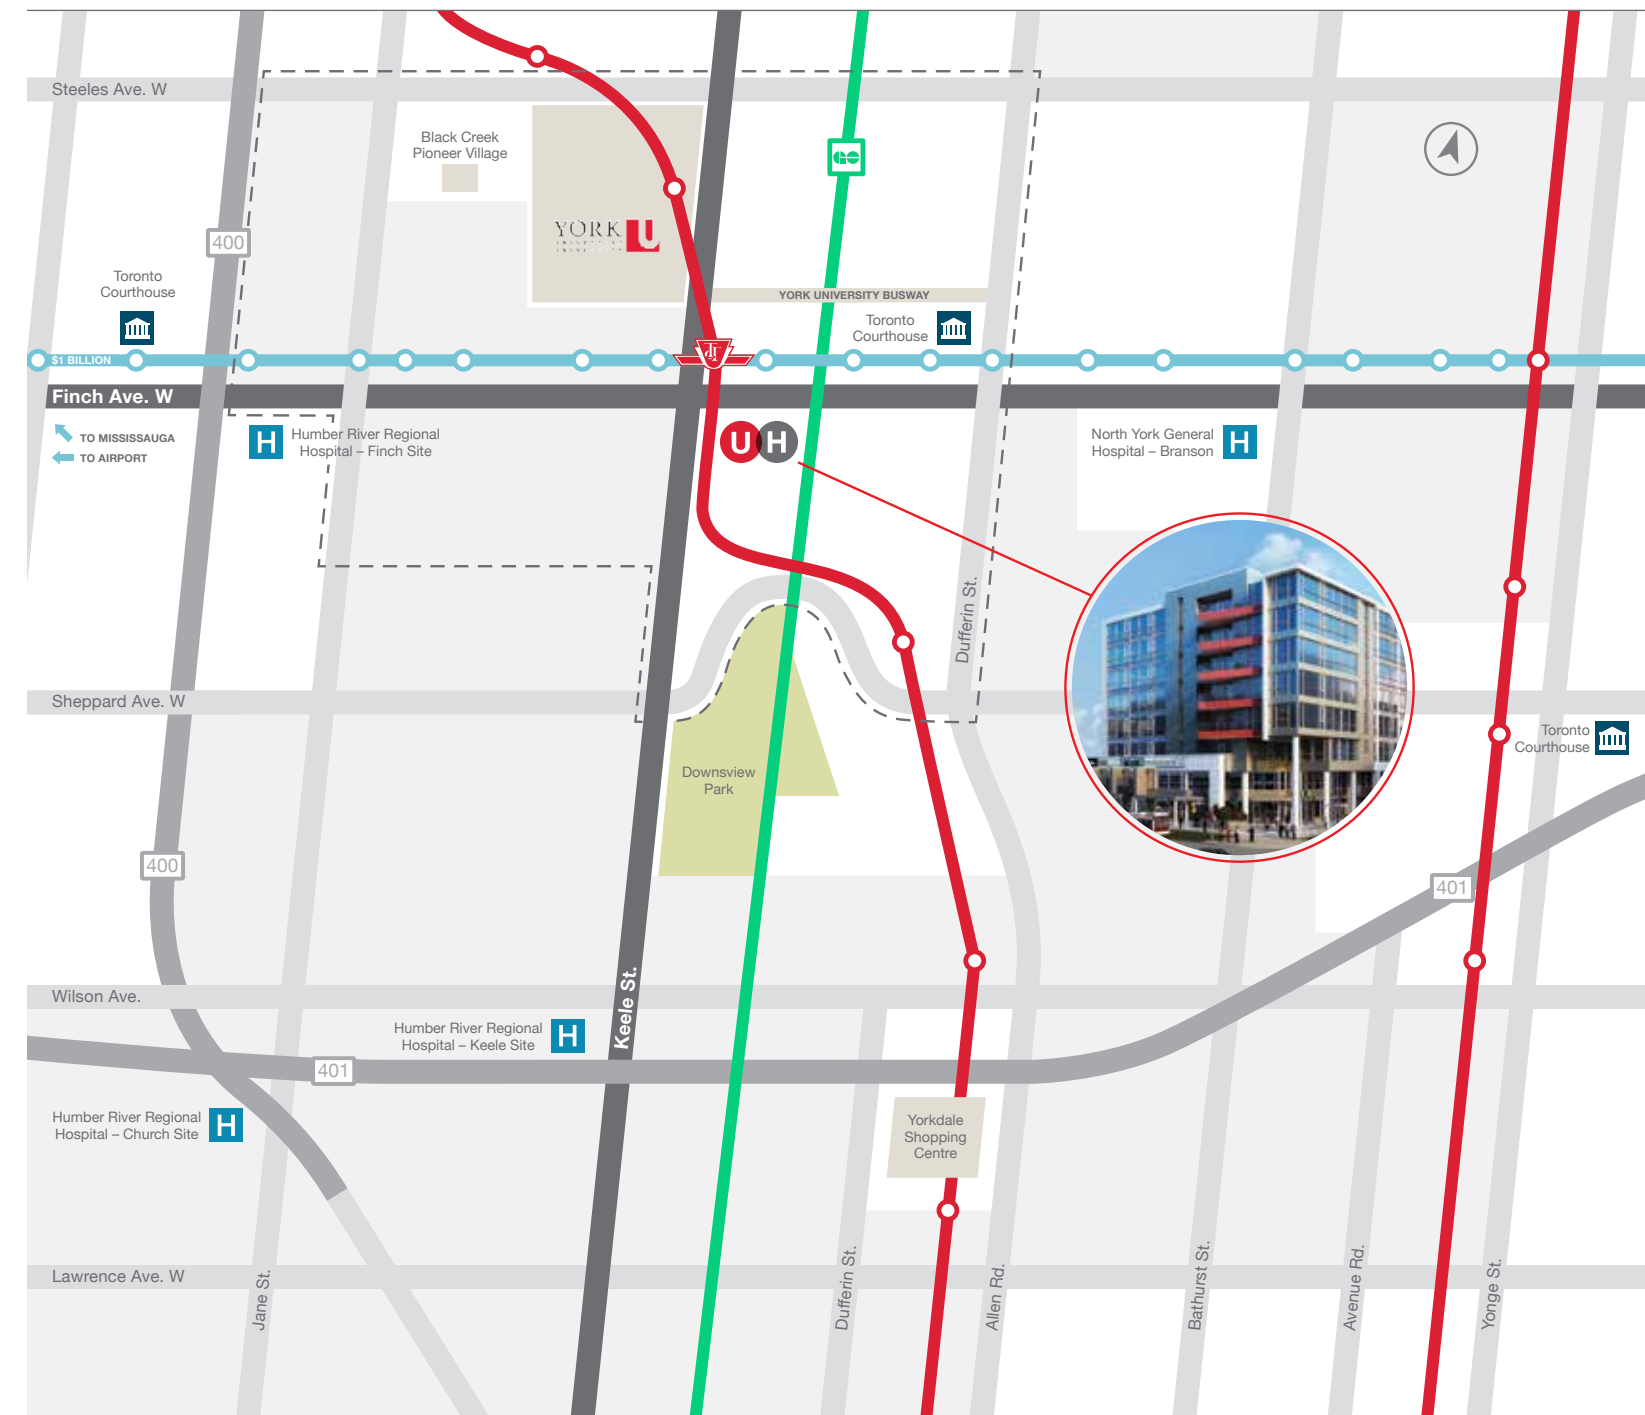 Steeles Ave. W
Black Creek
Pioneer Village
YORK U
400
Toronto
Courthouse
YORK UNIVERSITY BUSWAY
Toronto
Courthouse
$1 BILLION
Finch Ave. W
TO MISSISSAUGA
TO AIRPORT
H
Humber River Regional
Hospital – Finch Site
U H
North York General
Hospital – Branson
H
Dufferin St.
Sheppard Ave. W
Toronto
Courthouse
Downsview
Park
400
401
Wilson Ave.
Keele St.
Humber River Regional
Hospital – Keele Site
H
401
Humber River Regional
Hospital – Church Site
H
Yorkdale
Shopping
Centre
Lawrence Ave. W
Jane St.
Dufferin St.
Allen Rd.
Bathurst St.
Avenue Rd.
Yonge St.